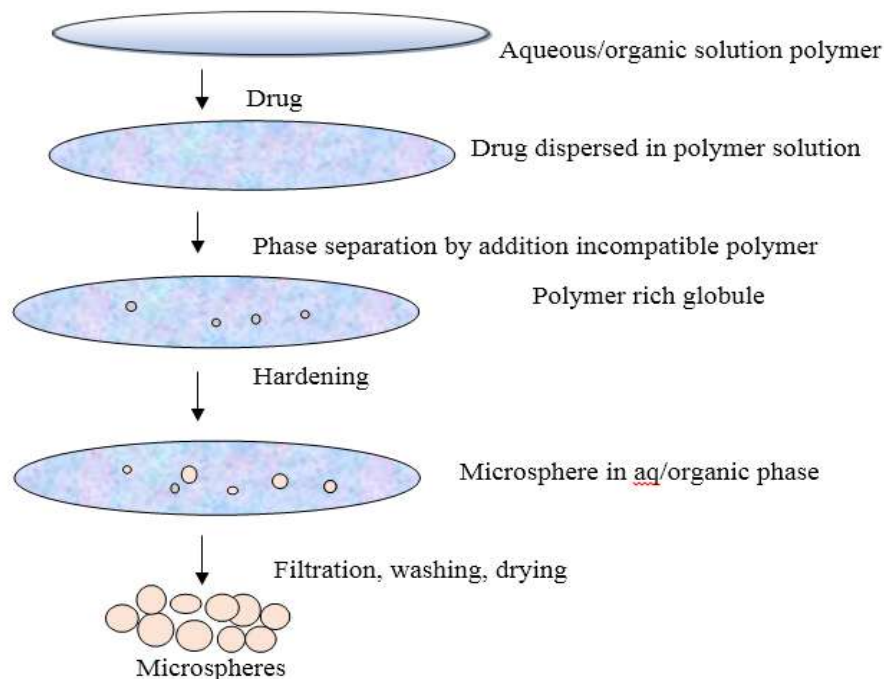 Aqueous/organic solution polymer
Drug
Drug dispersed in polymer solution
Phase separation by addition incompatible polymer
Polymer rich globule
Hardening
Microsphere in aq/organic phase
Filtration, washing, drying
Microspheres